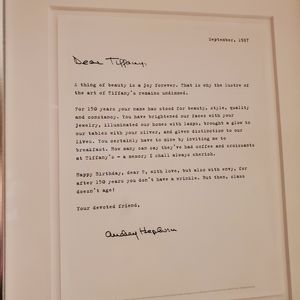 September, 1987
Dear Tiffany,
A thing of beauty is a joy forever. That is why the lustre of
the art of Tiffany's remains undimmed.
For 150 years your name has stood for beauty, style, quality
and constancy. You have brightened our faces with your
jewelry, illuminated our homes with lamps, brought a glow to
our tables with your silver, and given distinction to our
lives. You certainly have to mine by inviting me to
breakfast. How many can say they've had coffee and croissants
at Tiffany's - a memory I shall always cherish.
Happy Birthday, dear T, with love, but also with envy, for
after 150 years you don't have a wrinkle. But then, class
doesn't age!
Your devoted friend,
Audrey Hepburn